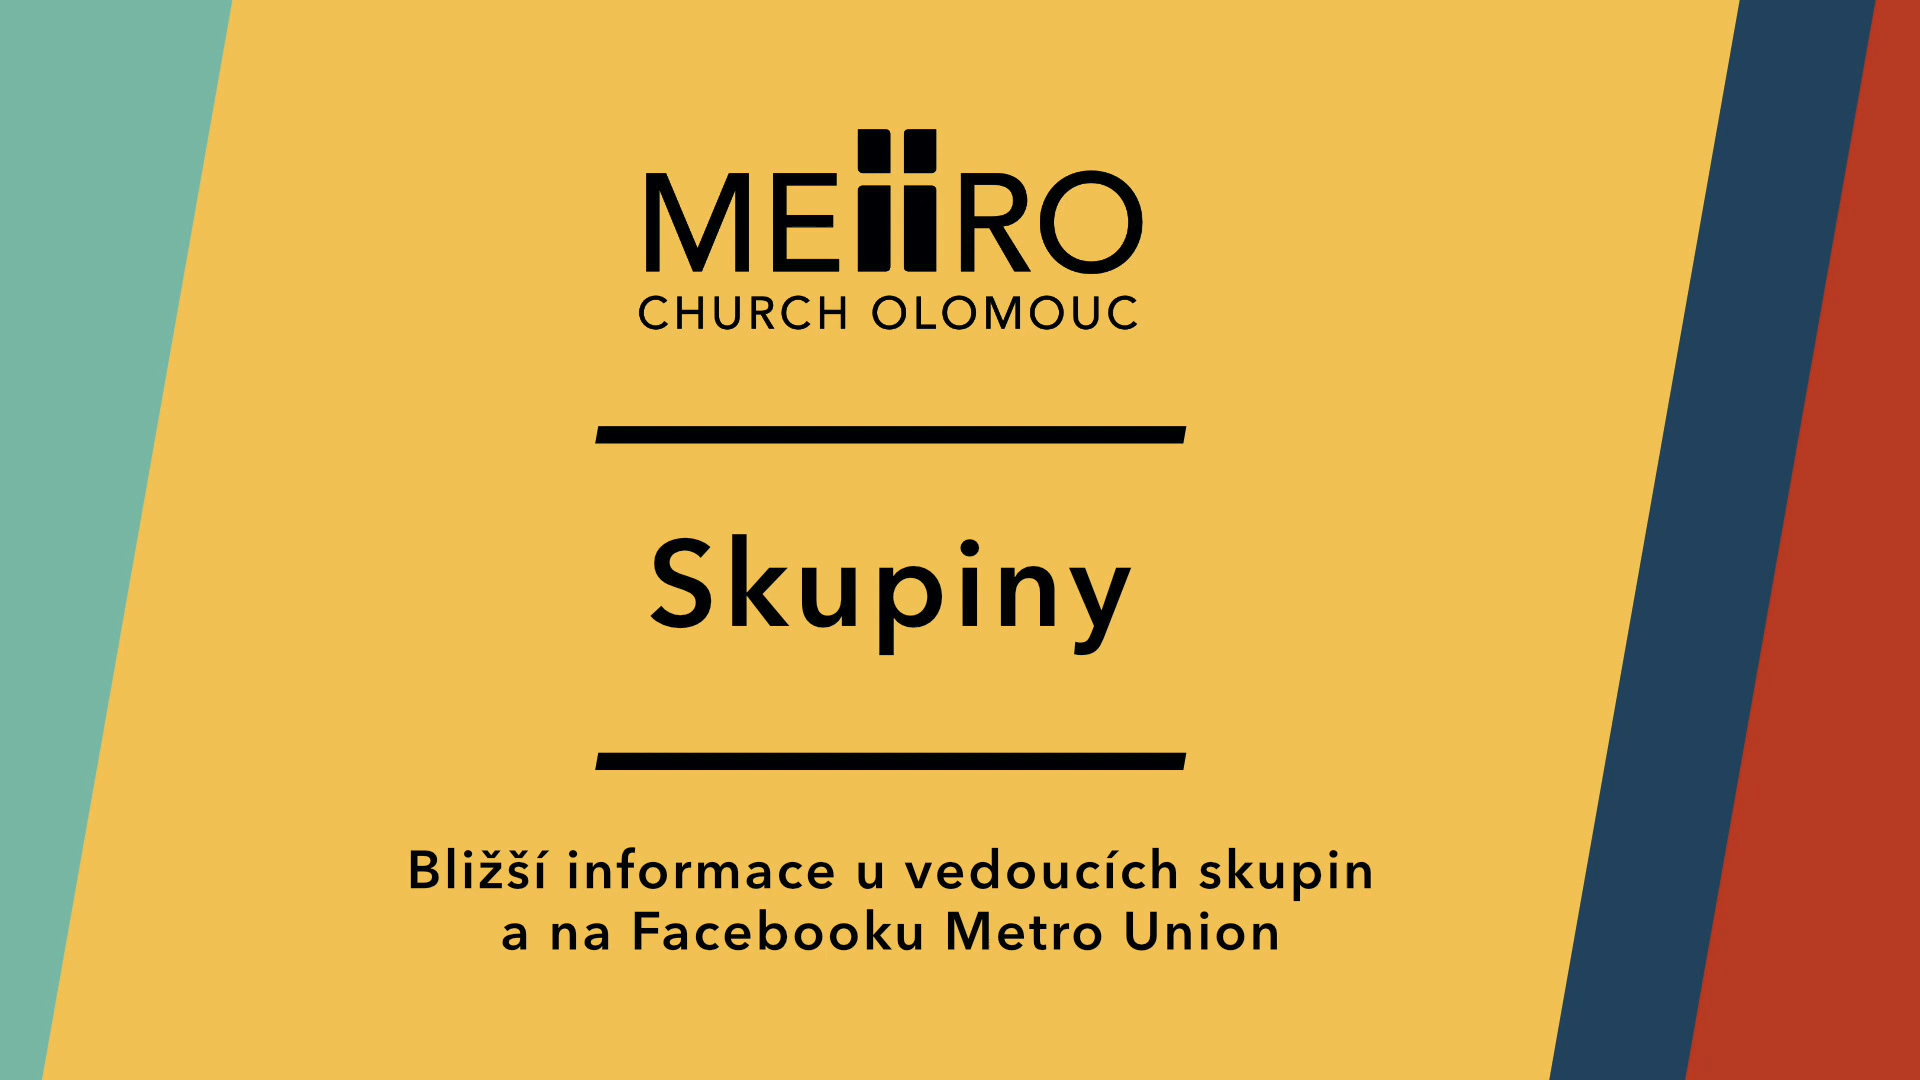 METRO
CHURCH OLOMOUC
Skupiny
Bližší informace u vedoucích skupin
a na Facebooku Metro Union